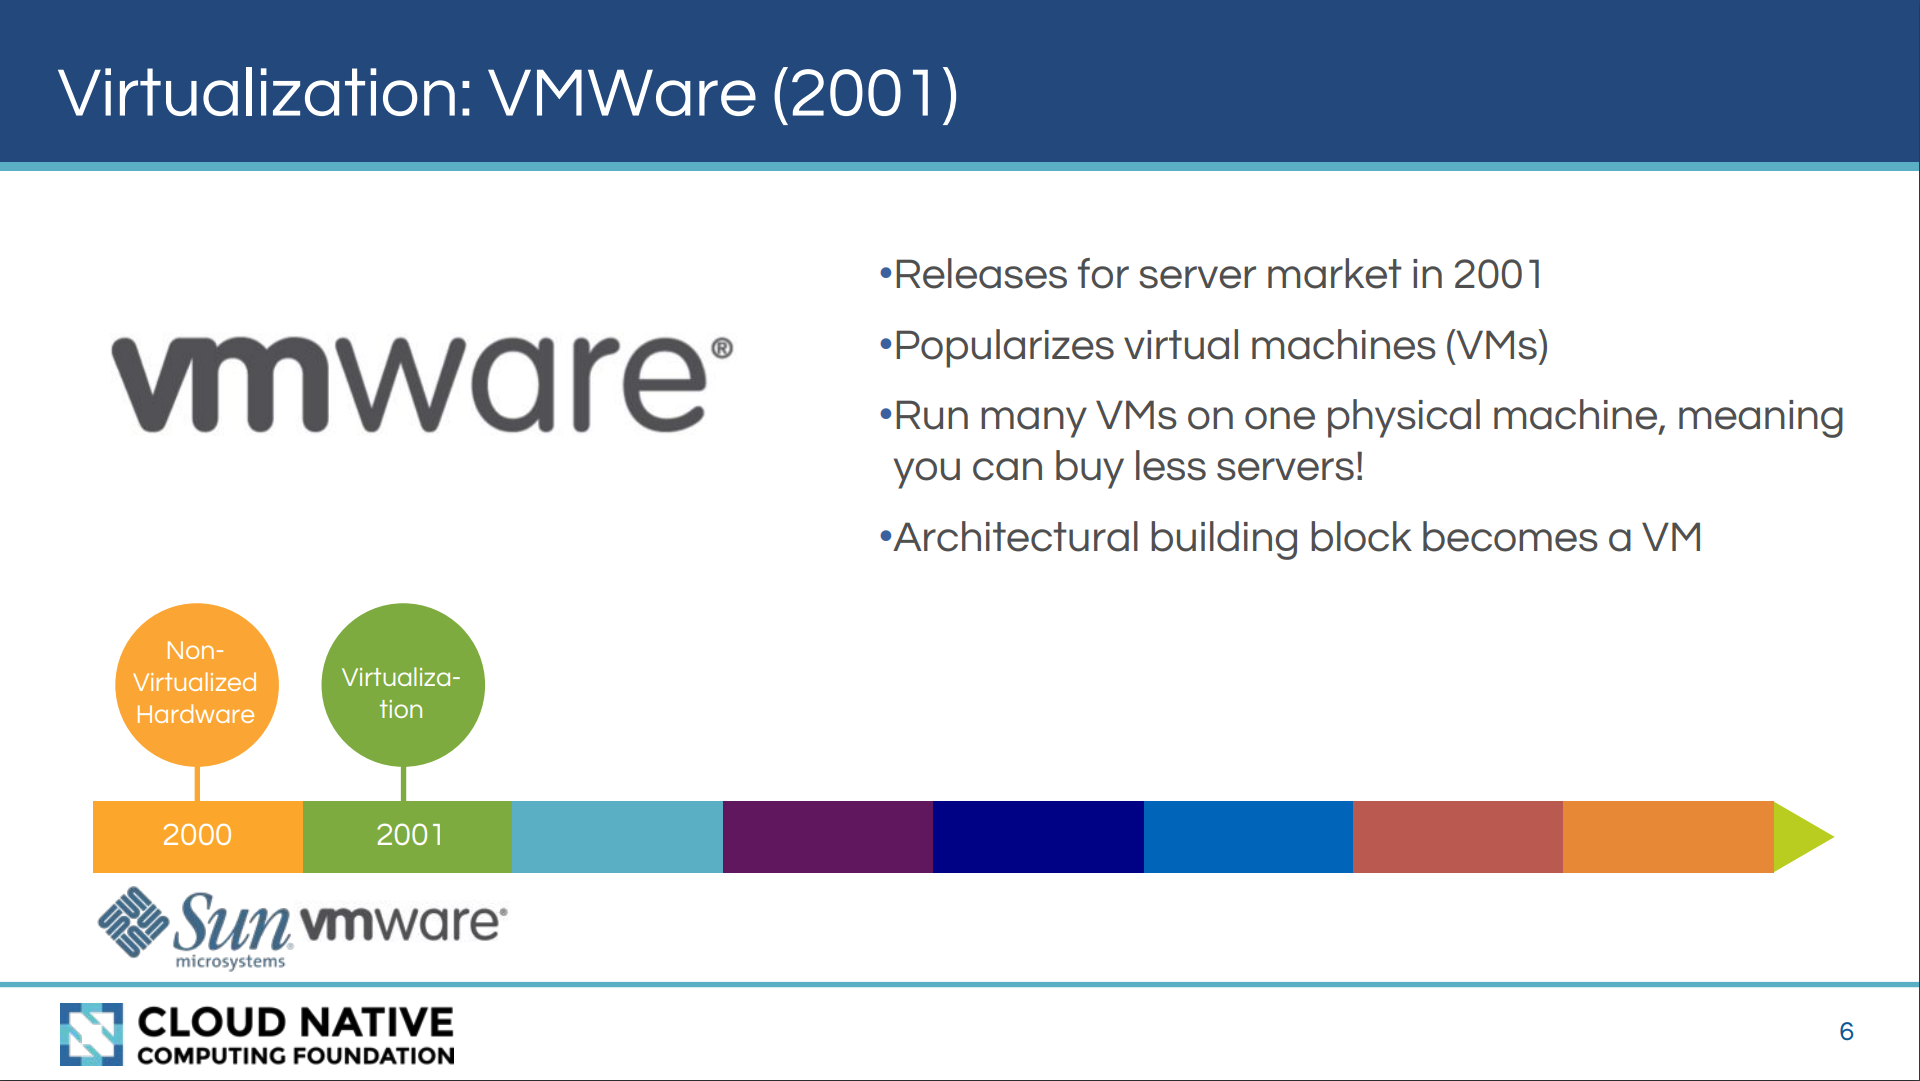 Virtualization: VMWare (2001)
vmware®
•Releases for server market in 2001
•Popularizes virtual machines (VMs)
•Run many VMs on one physical machine, meaning
you can buy less servers!
•Architectural building block becomes a VM
Non-
Virtualized
Hardware
Virtualiza-
tion
2000
2001
Sun
microsystems
vmware®
CLOUD NATIVE
COMPUTING FOUNDATION
6